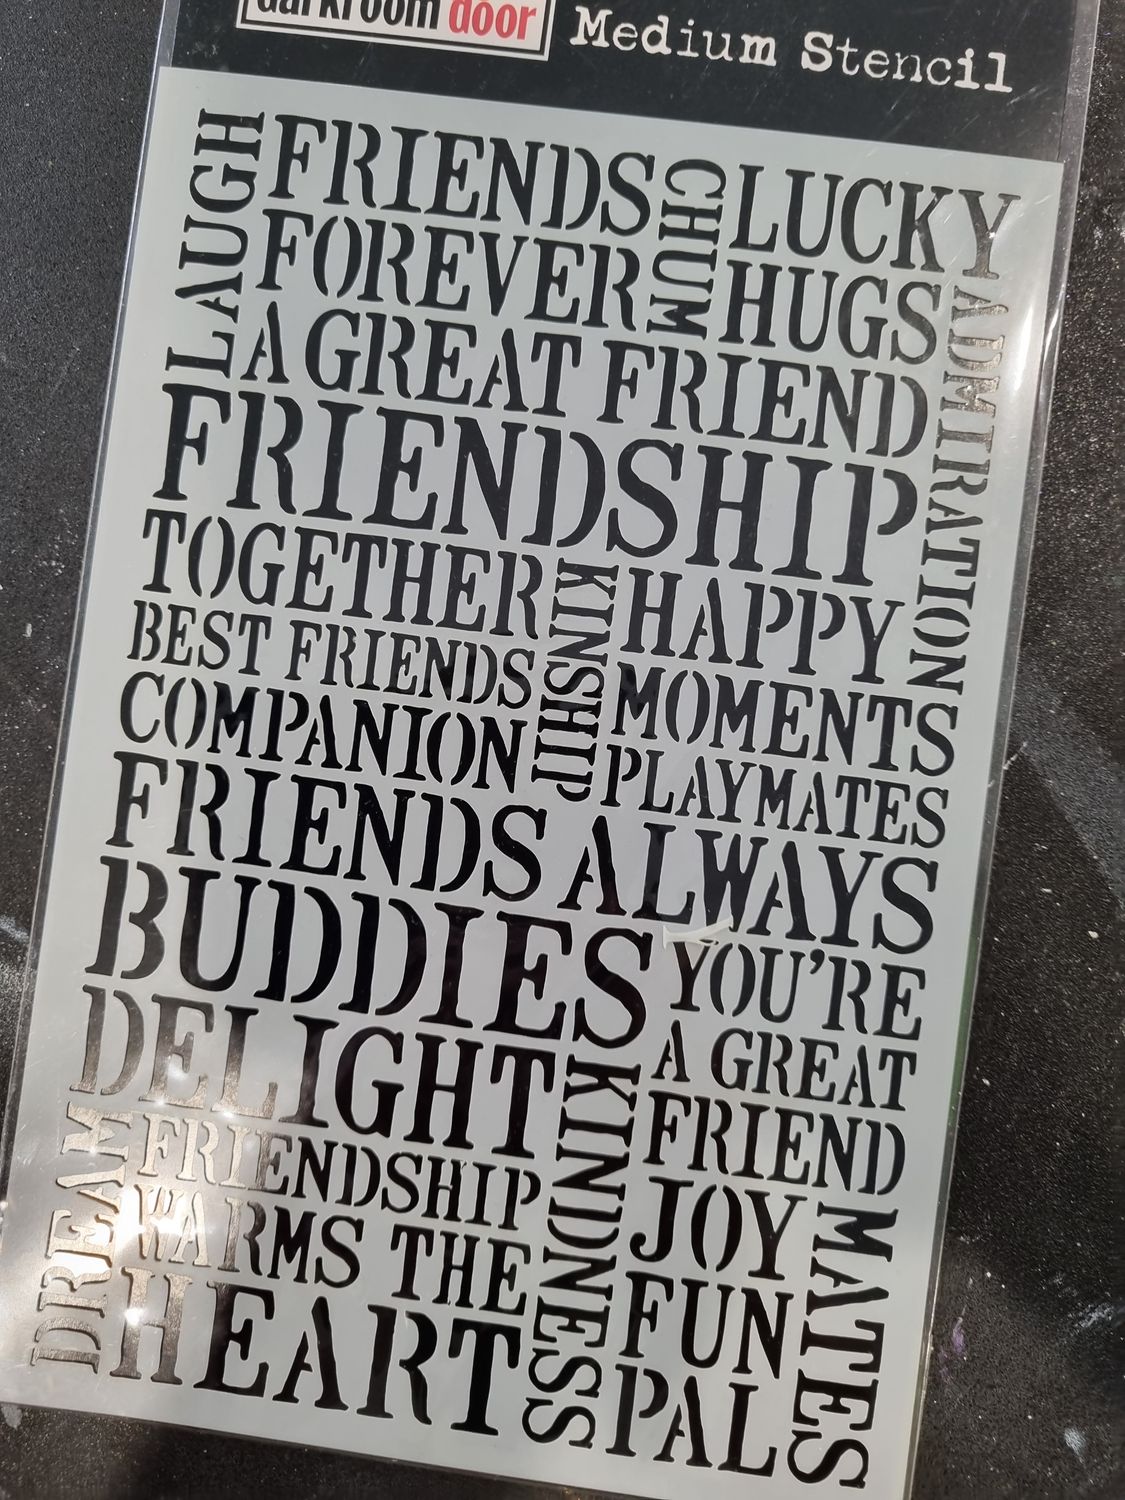 darkroom door
Medium Stencil
LAUGH
FRIENDS
FOREVER
CHUM
LUCKY
HUGS
ADMIRATION
A GREAT FRIEND
FRIENDSHIP
TOGETHER
BEST FRIENDS
COMPANION
KINSHIP
HAPPY
MOMENTS
PLAYMATES
FRIENDS ALWAYS
BUDDIES
YOU'RE
A GREAT
FRIEND
DELIGHT
KINDNESS
DREAM
FRIENDSHIP
WARMS THE
HEART
JOY
FUN
PAL
MATES